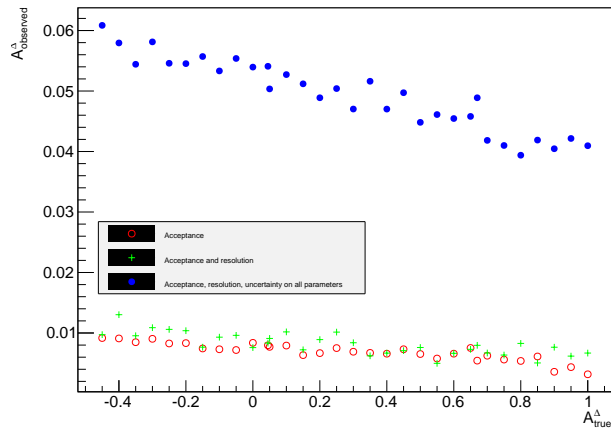 A^Δ_observed
0.06
0.05
0.04
0.03
0.02
0.01
Acceptance
Acceptance and resolution
Acceptance, resolution, uncertainty on all parameters
-0.4 -0.2 0 0.2 0.4 0.6 0.8 1
A^Δ_true